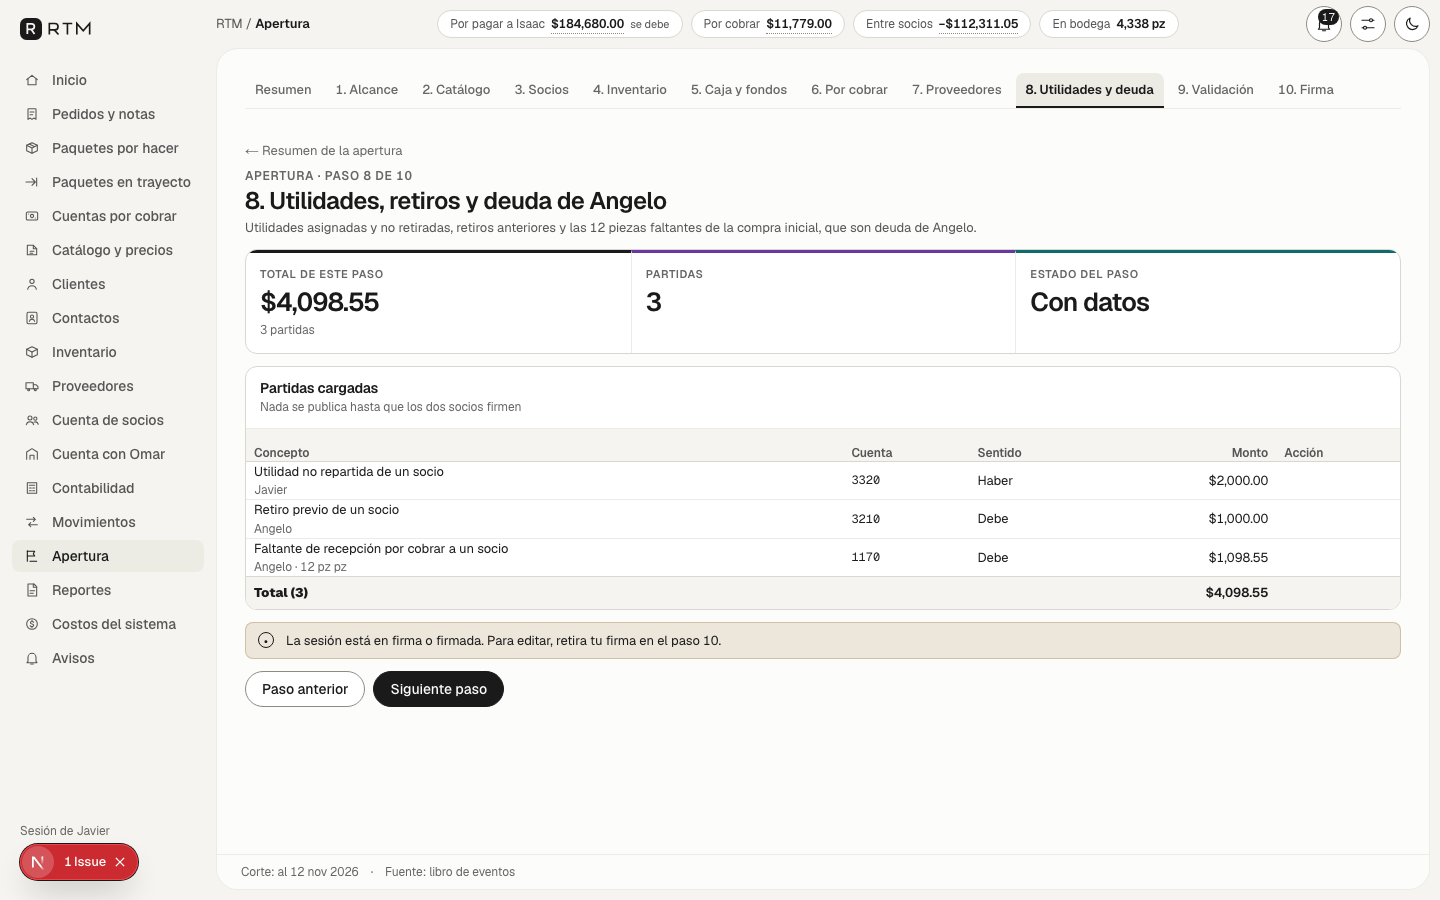 R RTM
RTM / Apertura
Por pagar a Isaac $184,680.00 se debe
Por cobrar $11,779.00
Entre socios −$112,311.05
En bodega 4,338 pz
17
Inicio
Pedidos y notas
Paquetes por hacer
Paquetes en trayecto
Cuentas por cobrar
Catálogo y precios
Clientes
Contactos
Inventario
Proveedores
Cuenta de socios
Cuenta con Omar
Contabilidad
Movimientos
Apertura
Reportes
Costos del sistema
Avisos
Sesión de Javier
N 1 Issue
Resumen 1. Alcance 2. Catálogo 3. Socios 4. Inventario 5. Caja y fondos 6. Por cobrar 7. Proveedores 8. Utilidades y deuda 9. Validación 10. Firma
← Resumen de la apertura
APERTURA · PASO 8 DE 10
8. Utilidades, retiros y deuda de Angelo
Utilidades asignadas y no retiradas, retiros anteriores y las 12 piezas faltantes de la compra inicial, que son deuda de Angelo.
TOTAL DE ESTE PASO
$4,098.55
3 partidas
PARTIDAS
3
ESTADO DEL PASO
Con datos
Partidas cargadas
Nada se publica hasta que los dos socios firmen
Concepto Cuenta Sentido Monto Acción
Utilidad no repartida de un socio
Javier
3320 Haber $2,000.00
Retiro previo de un socio
Angelo
3210 Debe $1,000.00
Faltante de recepción por cobrar a un socio
Angelo · 12 pz pz
1170 Debe $1,098.55
Total (3) $4,098.55
La sesión está en firma o firmada. Para editar, retira tu firma en el paso 10.
Paso anterior
Siguiente paso
Corte: al 12 nov 2026 · Fuente: libro de eventos